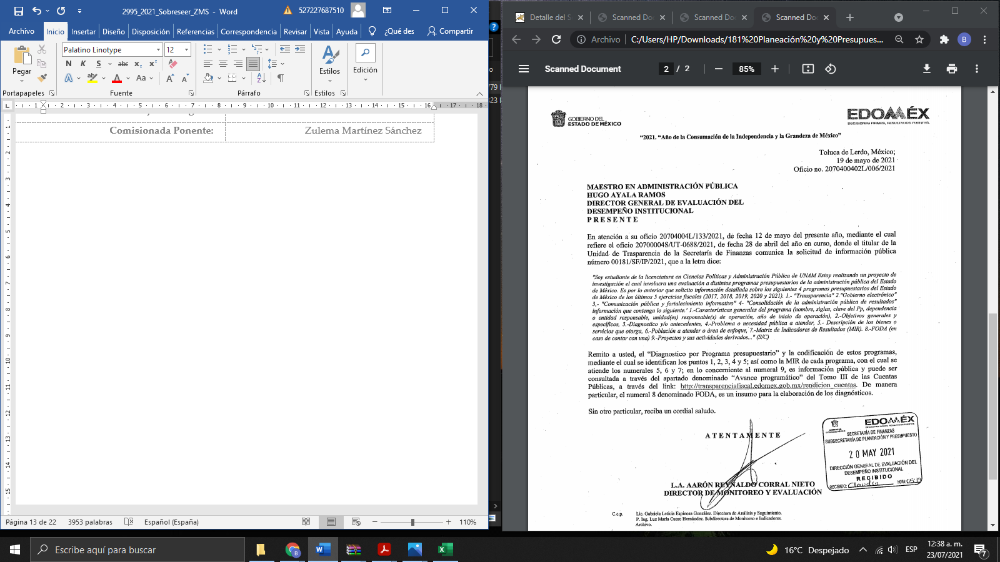 2995_2021_Sobreseer_ZMS - Word
527227687510
Archivo
Inicio
Insertar
Diseño
Disposición
Referencias
Correspondencia
Revisar
Vista
Ayuda
¿Qué des
Compartir
Palatino Linotype
12
Pegar
N K S abc x₂ x²
A ab A Aa A A
Estilos
Edición
Portapapeles
Fuente
Párrafo
Estilos
Comisionada Ponente:
Zulema Martínez Sánchez
Página 13 de 22
3953 palabras
Español (España)
110%
Detalle del S
Scanned Do
Scanned Do
Scanned Do
Archivo
C:/Users/HP/Downloads/181%20Planeación%20y%20Presupues...
B
Scanned Document
2 / 2
85%
GOBIERNO DEL
ESTADO DE MÉXICO
EDOMÉX
DECISIONES FIRMES, RESULTADOS FUERTES.
"2021. "Año de la Consumación de la Independencia y la Grandeza de México"
Toluca de Lerdo, México;
19 de mayo de 2021
Oficio no. 2070400402L/006/2021
MAESTRO EN ADMINISTRACIÓN PÚBLICA
HUGO AYALA RAMOS
DIRECTOR GENERAL DE EVALUACIÓN DEL
DESEMPEÑO INSTITUCIONAL
P R E S E N T E
En atención a su oficio 20704004L/133/2021, de fecha 12 de mayo del presente año, mediante el cual
refiere el oficio 20700004S/UT-0688/2021, de fecha 28 de abril del año en curso, donde el titular de la
Unidad de Trasparencia de la Secretaría de Finanzas comunica la solicitud de información pública
número 00181/SF/IP/2021, que a la letra dice:
"Soy estudiante de la licenciatura en Ciencias Políticas y Administración Pública de UNAM Estoy realizando un proyecto de
investigación el cual involucra una evaluación a distintos programas presupuestarios de la administración pública del Estado
de México. Es por lo anterior que solicito información detallada sobre los siguientes 4 programas presupuestarios del Estado
de México de los últimos 5 ejercicios fiscales (2017, 2018, 2019, 2020 y 2021). 1.- "Transparencia" 2."Gobierno electrónico"
3,- "Comunicación pública y fortalecimiento informativo" 4- "Consolidación de la administración pública de resultados"
información que contenga lo siguiente.' 1.-Características generales del programa (nombre, siglas, clave del Pp, dependencia
o entidad responsable, unidad(es) responsable(s) de operación, año de inicio de operación), 2.-Objetivos generales y
específicos, 3.-Diagnostico y/o antecedentes, 4.-Problema o necesidad pública a atender, 5.- Descripción de los bienes o
servicios que otorga, 6.-Población a atender o área de enfoque, 7.-Matriz de Indicadores de Resultados (MIR). 8.-FODA (en
caso de contar con una) 9.-Proyectos y sus actividades derivados..." (S/C)
Remito a usted, el "Diagnostico por Programa presupuestario" y la codificación de estos programas,
mediante el cual se identifican los puntos 1, 2, 3, 4 y 5; así como la MIR de cada programa, con el cual se
atiende los numerales 5, 6 y 7; en lo concerniente al numeral 9, es información pública y puede ser
consultada a través del apartado denominado "Avance programático" del Tomo III de las Cuentas
Públicas, a través del link: http://transparenciafiscal.edomex.gob.mx/rendicion_cuentas. De manera
particular, el numeral 8 denominado FODA, es un insumo para la elaboración de los diagnósticos.
Sin otro particular, reciba un cordial saludo.
A T E N T A M E N T E
L.A. AARÓN REYNALDO CORRAL NIETO
DIRECTOR DE MONITOREO Y EVALUACIÓN
EDOMÉX
SECRETARÍA DE FINANZAS
SUBSECRETARÍA DE PLANEACIÓN Y PRESUPUESTO
20 MAY 2021
DIRECCIÓN GENERAL DE EVALUACIÓN DEL
DESEMPEÑO INSTITUCIONAL
RECIBIDO
RECIBIDO: Claudia HORA:
C.c.p. Lic. Gabriela Leticia Espinosa González. Directora de Análisis y Seguimiento.
P. Ing. Luz María Cuero Hernández. Subdirectora de Monitoreo e Indicadores.
Archivo.
Escribe aquí para buscar
16°C Despejado
ESP
12:38 a. m.
23/07/2021
7